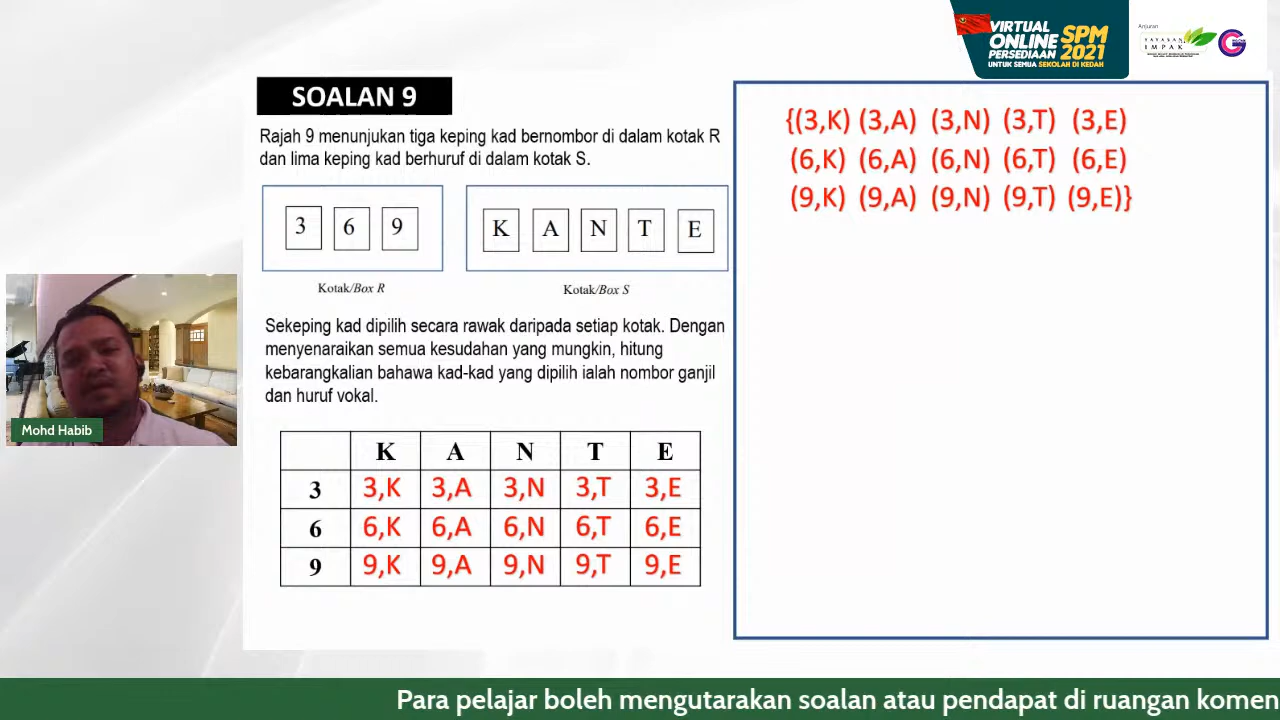 VIRTUAL
ONLINE
PERSEDIAAN
SPM
2021
UNTUK SEMUA SEKOLAH DI KEDAH
Anjuran
YAYASAN
IMPAK
SOALAN 9
Rajah 9 menunjukan tiga keping kad bernombor di dalam kotak R
dan lima keping kad berhuruf di dalam kotak S.
3 6 9
K A N T E
Kotak/Box R
Kotak/Box S
Sekeping kad dipilih secara rawak daripada setiap kotak. Dengan
menyenaraikan semua kesudahan yang mungkin, hitung
kebarangkalian bahawa kad-kad yang dipilih ialah nombor ganjil
dan huruf vokal.
K A N T E
3 3,K 3,A 3,N 3,T 3,E
6 6,K 6,A 6,N 6,T 6,E
9 9,K 9,A 9,N 9,T 9,E
{(3,K) (3,A) (3,N) (3,T) (3,E)
(6,K) (6,A) (6,N) (6,T) (6,E)
(9,K) (9,A) (9,N) (9,T) (9,E)}
Mohd Habib
Para pelajar boleh mengutarakan soalan atau pendapat di ruangan komen